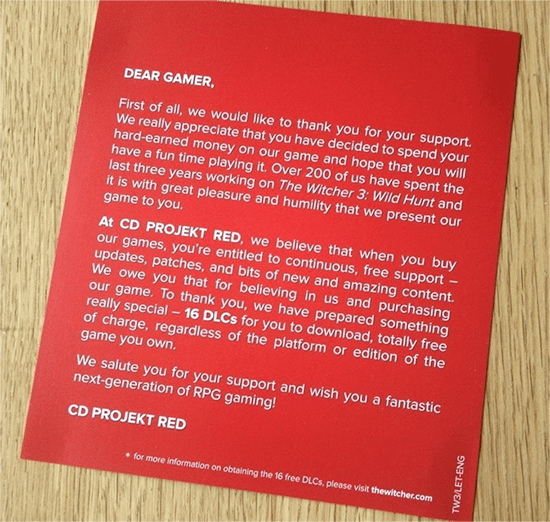 DEAR GAMER,
First of all, we would like to thank you for your support.
We really appreciate that you have decided to spend your
hard-earned money on our game and hope that you will
have a fun time playing it. Over 200 of us have spent the
last three years working on The Witcher 3: Wild Hunt and
it is with great pleasure and humility that we present our
game to you.
At CD PROJEKT RED, we believe that when you buy
our games, you're entitled to continuous, free support –
updates, patches, and bits of new and amazing content.
We owe you that for believing in us and purchasing
our game. To thank you, we have prepared something
really special – 16 DLCs for you to download, totally free
of charge, regardless of the platform or edition of the
game you own.
We salute you for your support and wish you a fantastic
next-generation of RPG gaming!
CD PROJEKT RED
* for more information on obtaining the 16 free DLCs, please visit thewitcher.com
TW3/LET-ENG